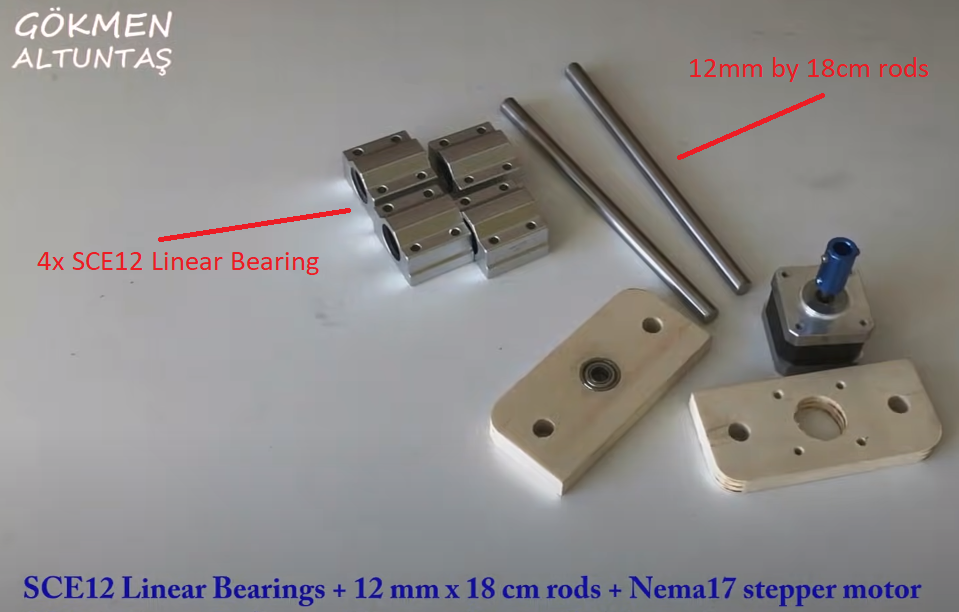 GÖKMEN
ALTUNTAŞ
12mm by 18cm rods
4x SCE12 Linear Bearing
SCE12 Linear Bearings + 12 mm x 18 cm rods + Nema17 stepper motor